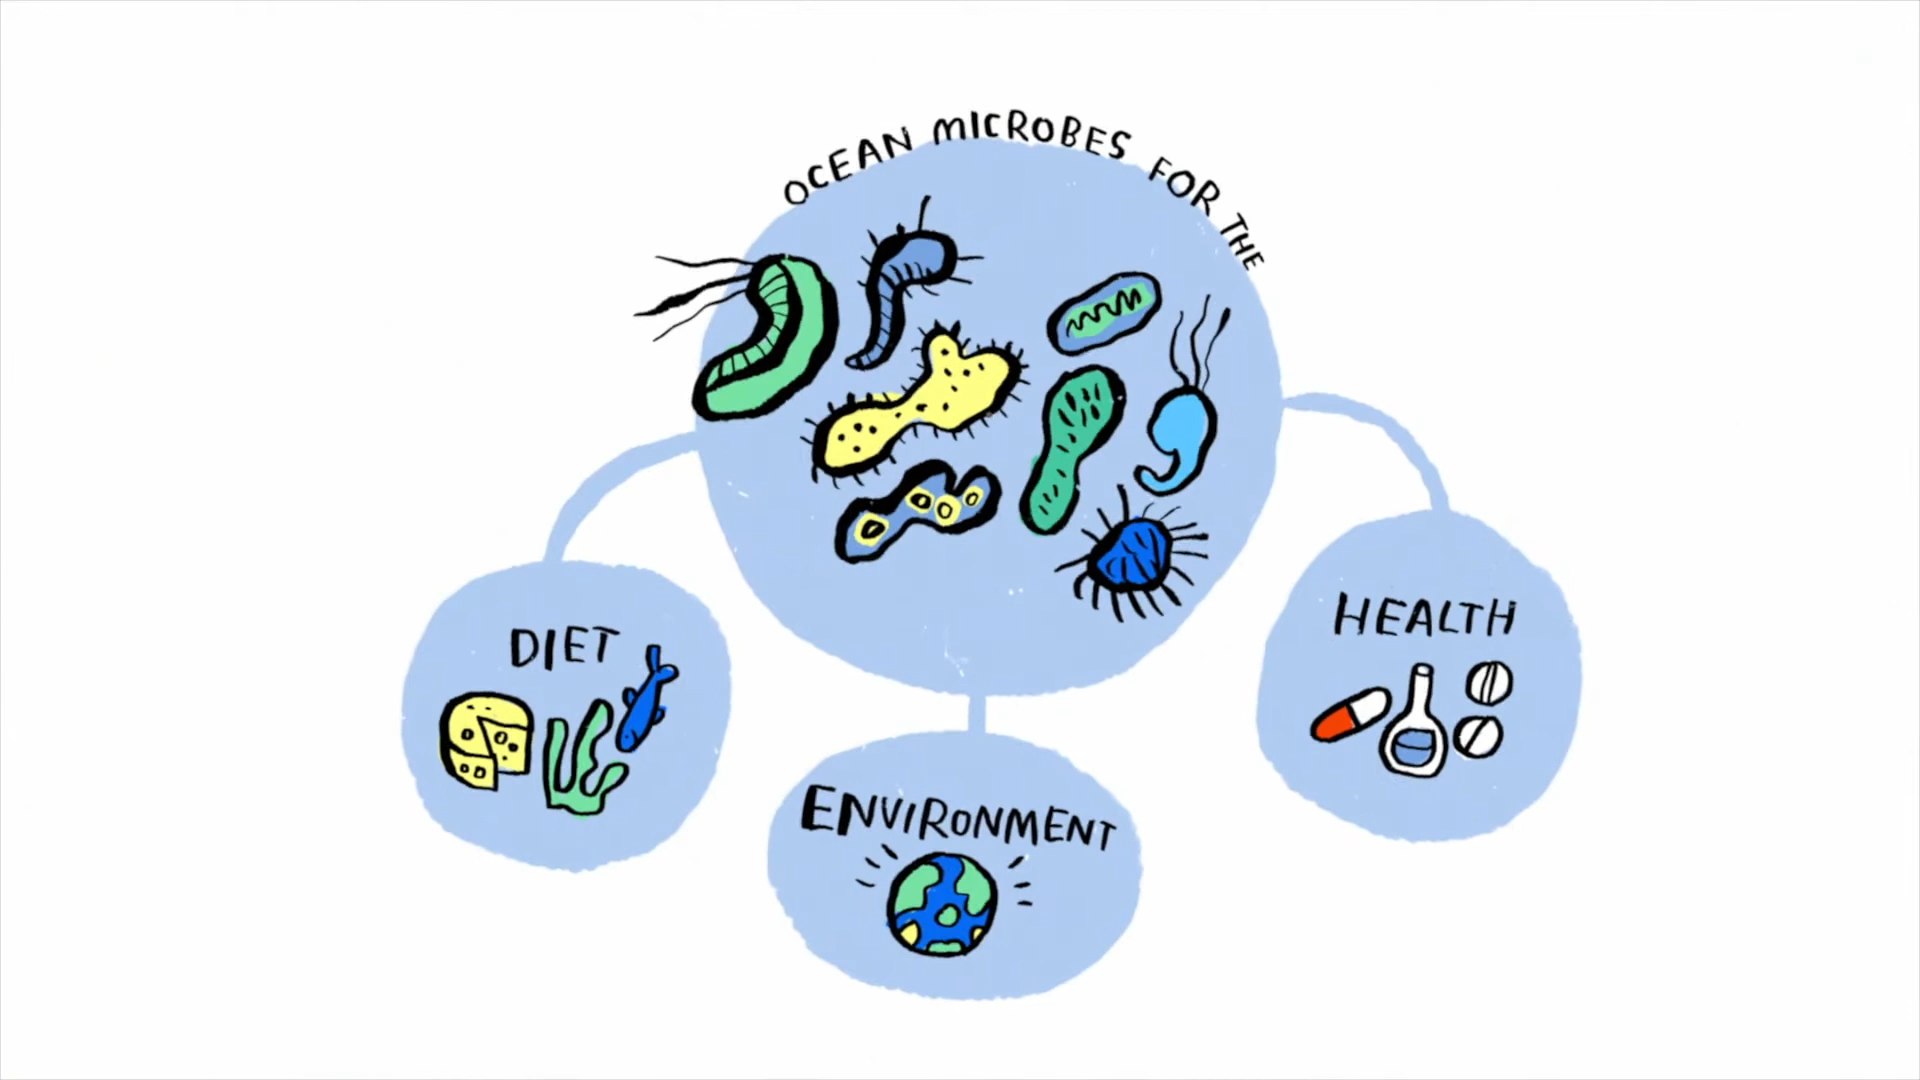 OCEAN MICROBES FOR THE
DIET
ENVIRONMENT
HEALTH